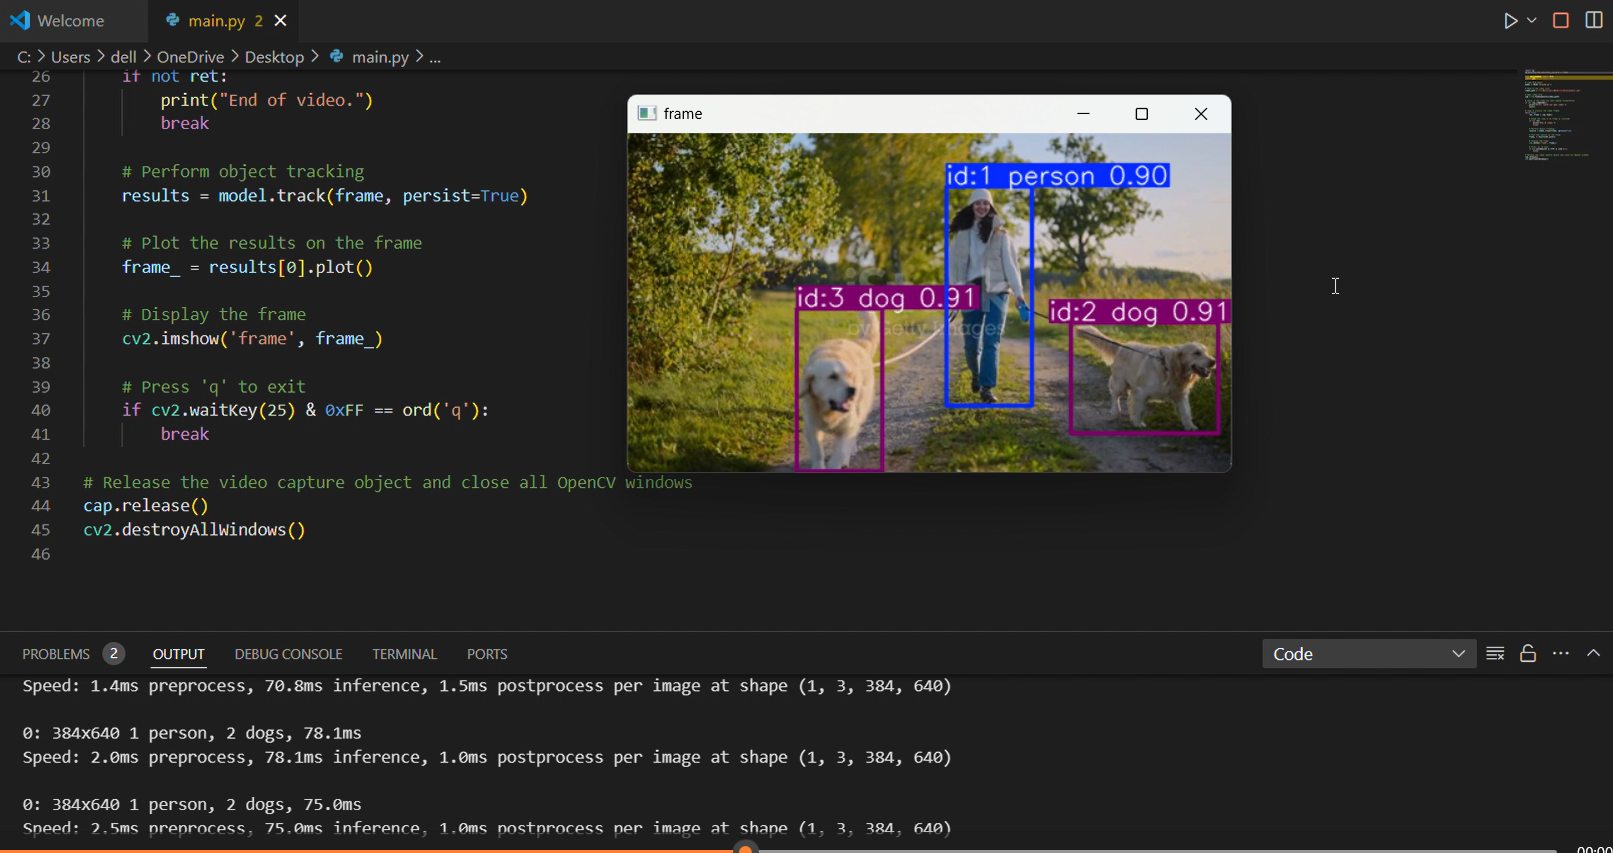 Welcome
main.py 2
C: > Users > dell > OneDrive > Desktop > main.py > ...
26 if not ret:
27 print("End of video.")
28 break
29
30 # Perform object tracking
31 results = model.track(frame, persist=True)
32
33 # Plot the results on the frame
34 frame_ = results[0].plot()
35
36 # Display the frame
37 cv2.imshow('frame', frame_)
38
39 # Press 'q' to exit
40 if cv2.waitKey(25) & 0xFF == ord('q'):
41 break
42
43 # Release the video capture object and close all OpenCV windows
44 cap.release()
45 cv2.destroyAllWindows()
46
frame
id:1 person 0.90
id:3 dog 0.91
id:2 dog 0.91
by Getty Images
PROBLEMS 2 OUTPUT DEBUG CONSOLE TERMINAL PORTS Code
Speed: 1.4ms preprocess, 70.8ms inference, 1.5ms postprocess per image at shape (1, 3, 384, 640)
0: 384x640 1 person, 2 dogs, 78.1ms
Speed: 2.0ms preprocess, 78.1ms inference, 1.0ms postprocess per image at shape (1, 3, 384, 640)
0: 384x640 1 person, 2 dogs, 75.0ms
Speed: 2.5ms preprocess, 75.0ms inference, 1.0ms postprocess per image at shape (1, 3, 384, 640)
00:00